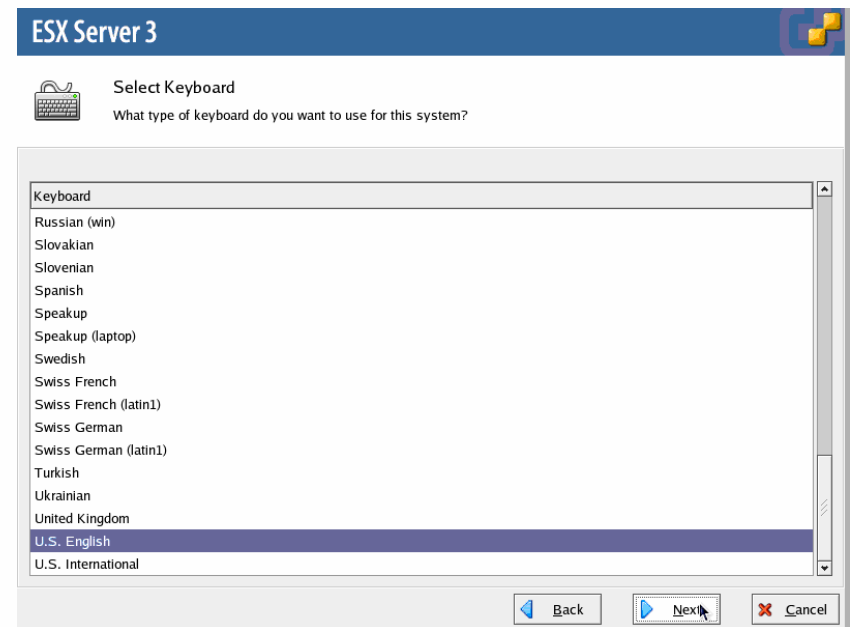 ESX Server 3
Select Keyboard
What type of keyboard do you want to use for this system?
Keyboard
Russian (win)
Slovakian
Slovenian
Spanish
Speakup
Speakup (laptop)
Swedish
Swiss French
Swiss French (latin1)
Swiss German
Swiss German (latin1)
Turkish
Ukrainian
United Kingdom
U.S. English
U.S. International
Back Next Cancel